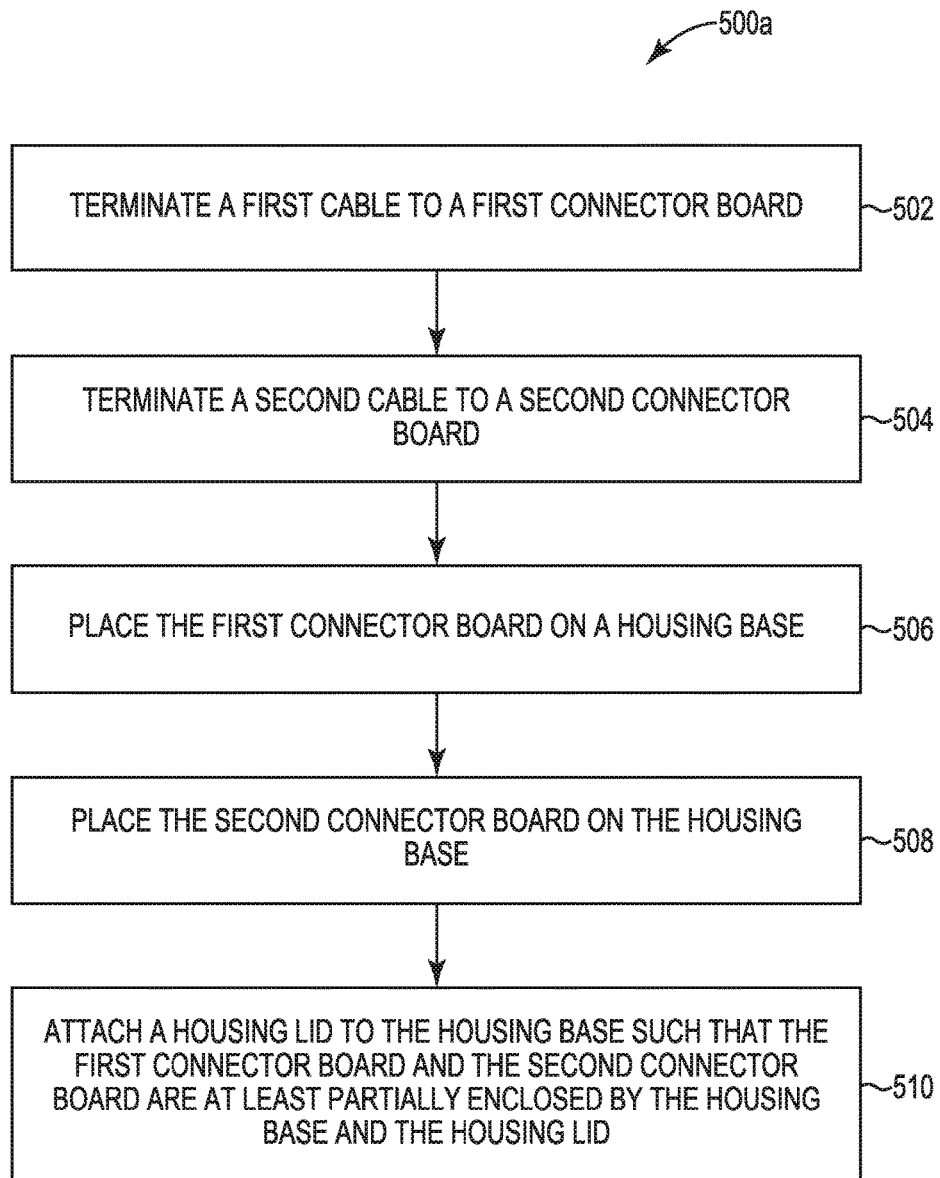 500a
TERMINATE A FIRST CABLE TO A FIRST CONNECTOR BOARD
502
TERMINATE A SECOND CABLE TO A SECOND CONNECTOR
BOARD
504
PLACE THE FIRST CONNECTOR BOARD ON A HOUSING BASE
506
PLACE THE SECOND CONNECTOR BOARD ON THE HOUSING
BASE
508
ATTACH A HOUSING LID TO THE HOUSING BASE SUCH THAT THE
FIRST CONNECTOR BOARD AND THE SECOND CONNECTOR
BOARD ARE AT LEAST PARTIALLY ENCLOSED BY THE HOUSING
BASE AND THE HOUSING LID
510